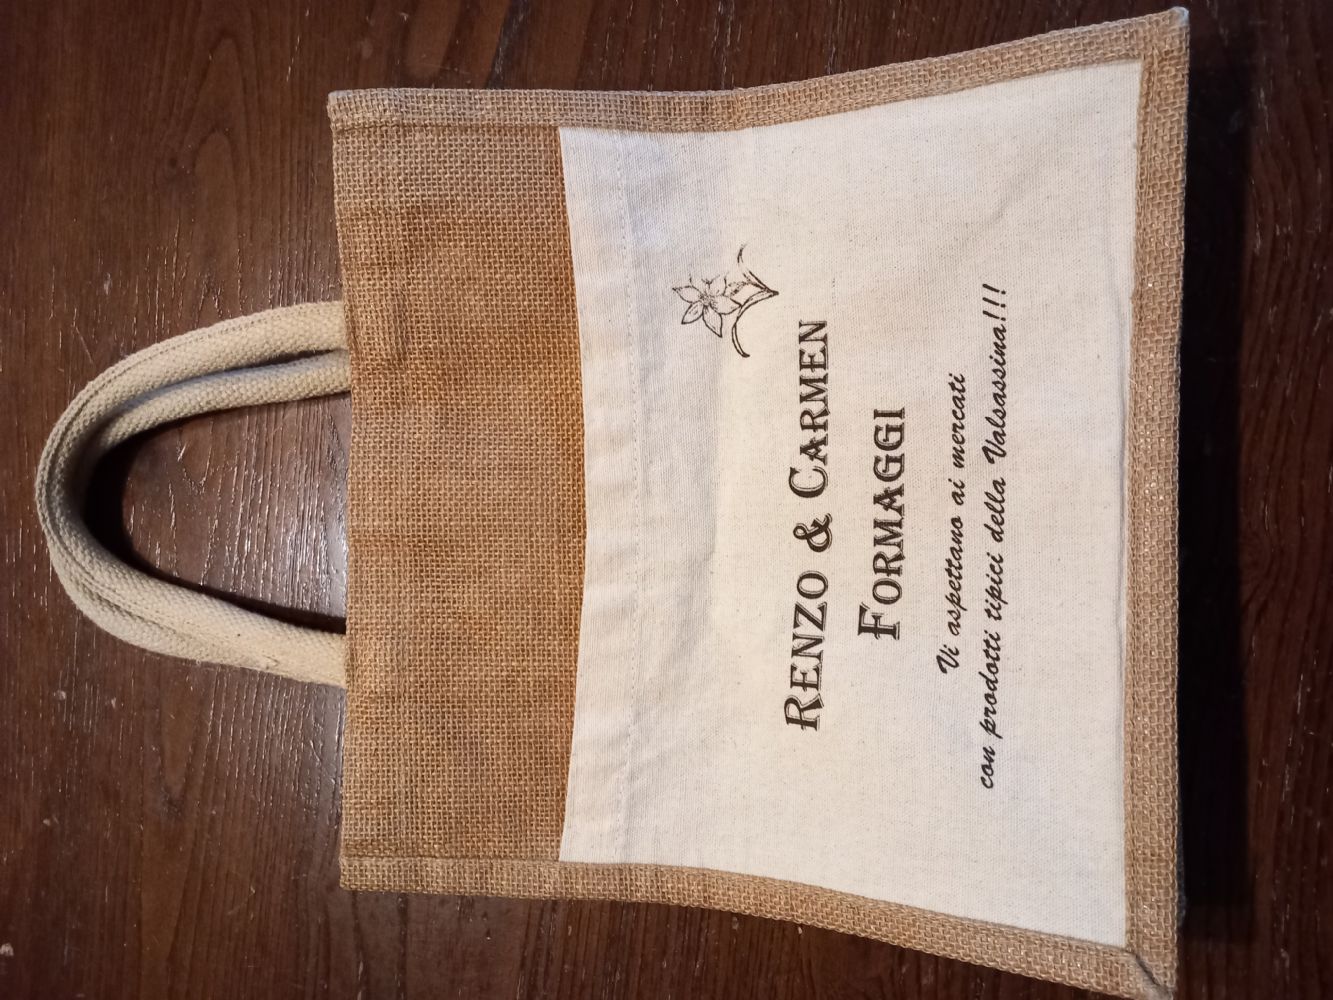 RENZO & CARMEN
FORMAGGI
Vi aspettano ai mercati
con prodotti tipici della Valsassina!!!